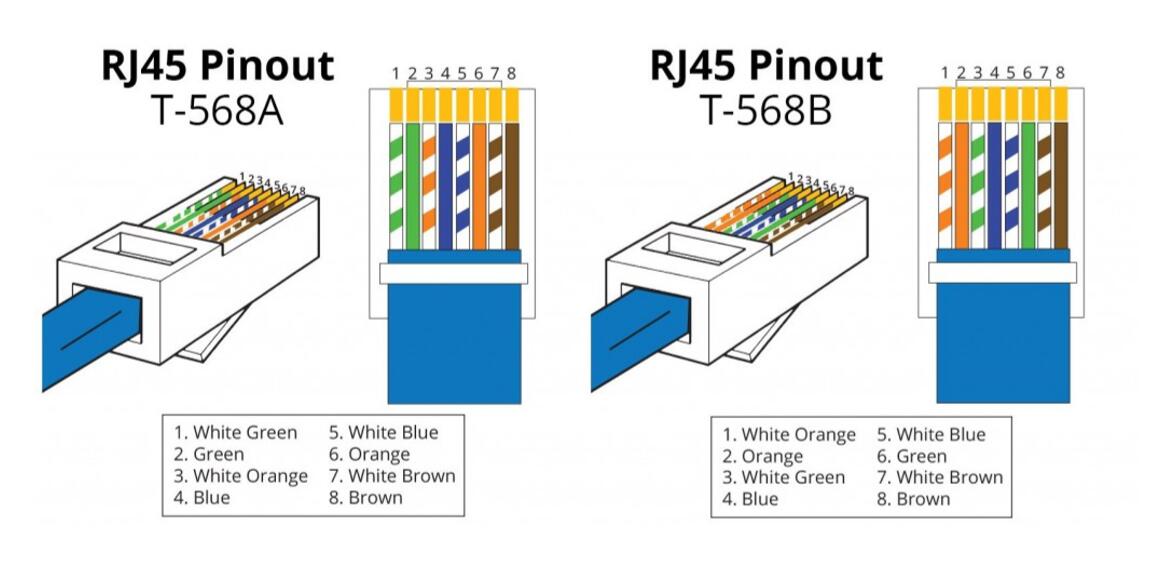 RJ45 Pinout
T-568A
1 2 3 4 5 6 7 8
1 2 3 4 5 6 7 8
1. White Green
2. Green
3. White Orange
4. Blue
5. White Blue
6. Orange
7. White Brown
8. Brown
RJ45 Pinout
T-568B
1 2 3 4 5 6 7 8
1 2 3 4 5 6 7 8
1. White Orange
2. Orange
3. White Green
4. Blue
5. White Blue
6. Green
7. White Brown
8. Brown